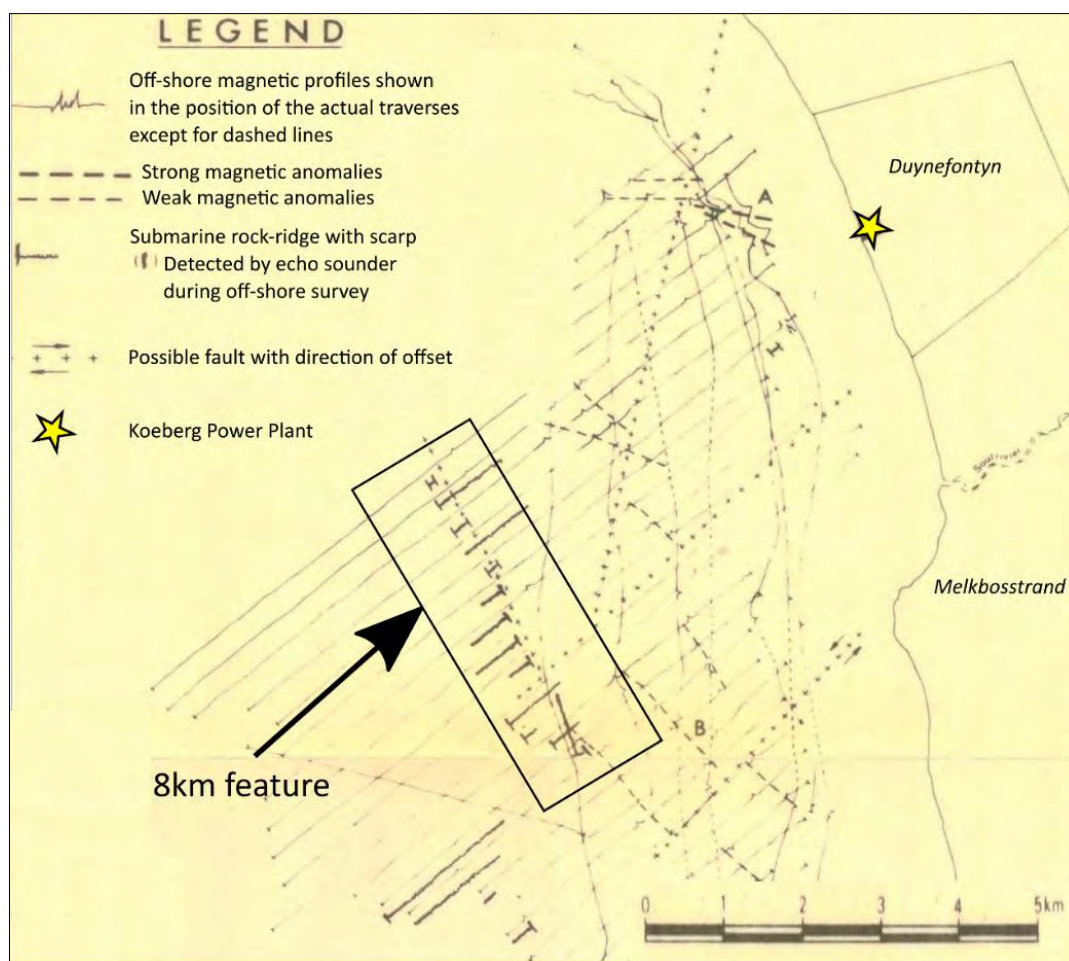 LEGEND
Off-shore magnetic profiles shown
in the position of the actual traverses
except for dashed lines
Strong magnetic anomalies
Weak magnetic anomalies
Submarine rock-ridge with scarp
Detected by echo sounder
during off-shore survey
Possible fault with direction of offset
Koeberg Power Plant
Duynefontyn
A
Soutrivier
Melkbosstrand
B
8km feature
0 1 2 3 4 5km